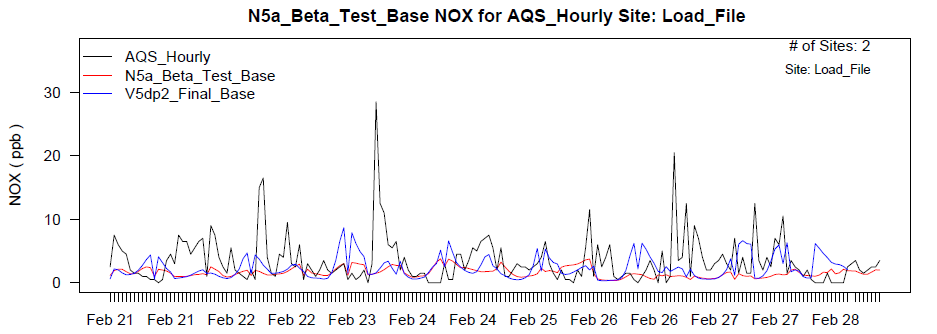 N5a_Beta_Test_Base NOX for AQS_Hourly Site: Load_File
# of Sites: 2
Site: Load_File
AQS_Hourly
N5a_Beta_Test_Base
V5dp2_Final_Base
NOX ( ppb )
30
20
10
0
Feb 21 Feb 21 Feb 22 Feb 22 Feb 23 Feb 24 Feb 24 Feb 25 Feb 26 Feb 26 Feb 27 Feb 27 Feb 28